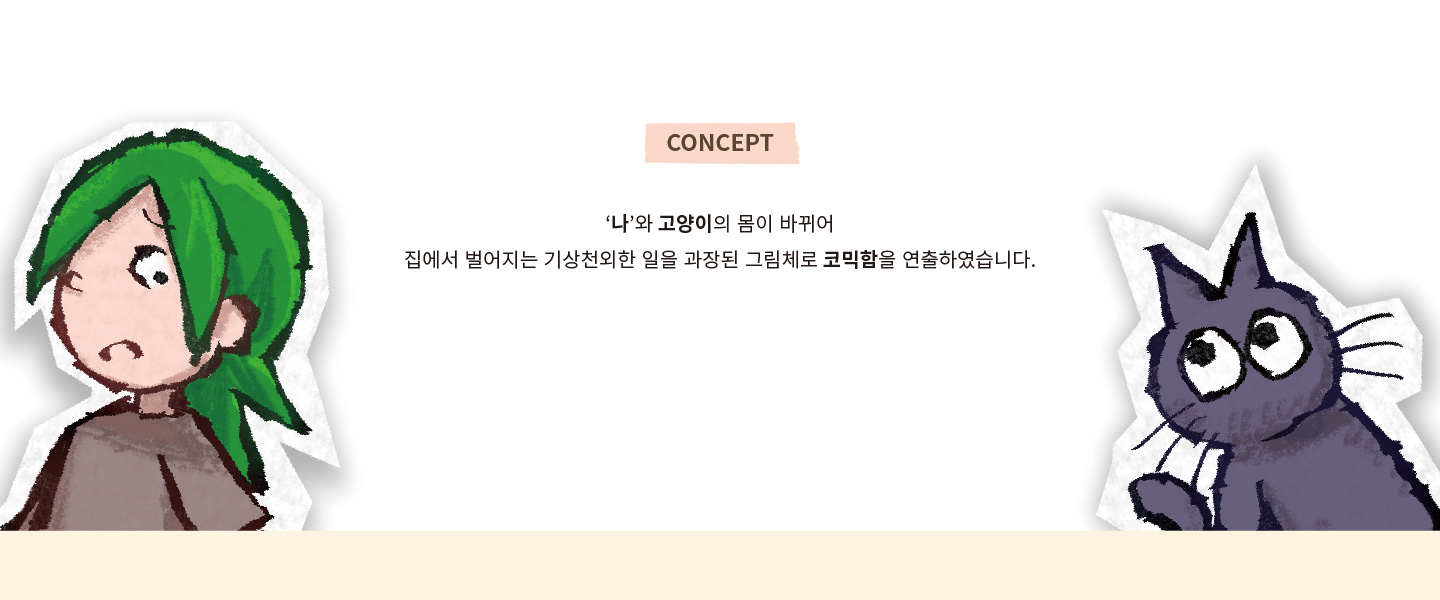 CONCEPT
‘나’와 고양이의 몸이 바뀌어
집에서 벌어지는 기상천외한 일을 과장된 그림체로 코믹함을 연출하였습니다.